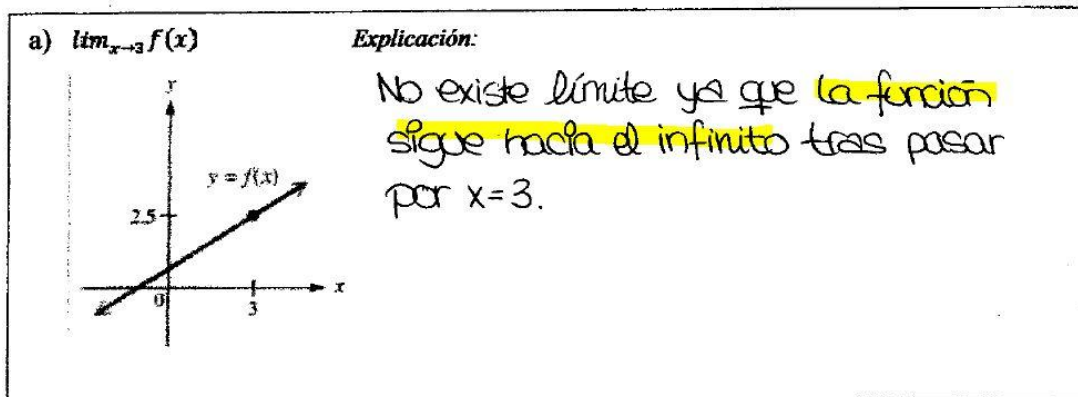 a) lim_{x→3} f(x)
Explicación:
No existe límite ya que la función
sigue hacia el infinito tras pasar
por x=3.
y
y = f(x)
2.5
0
3
x